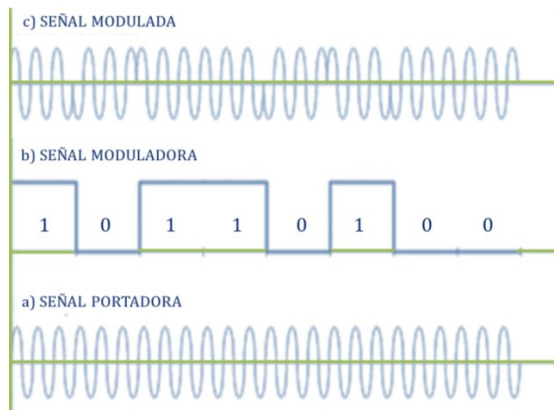 c) SEÑAL MODULADA
b) SEÑAL MODULADORA
1 0 1 1 0 1 0 0
a) SEÑAL PORTADORA